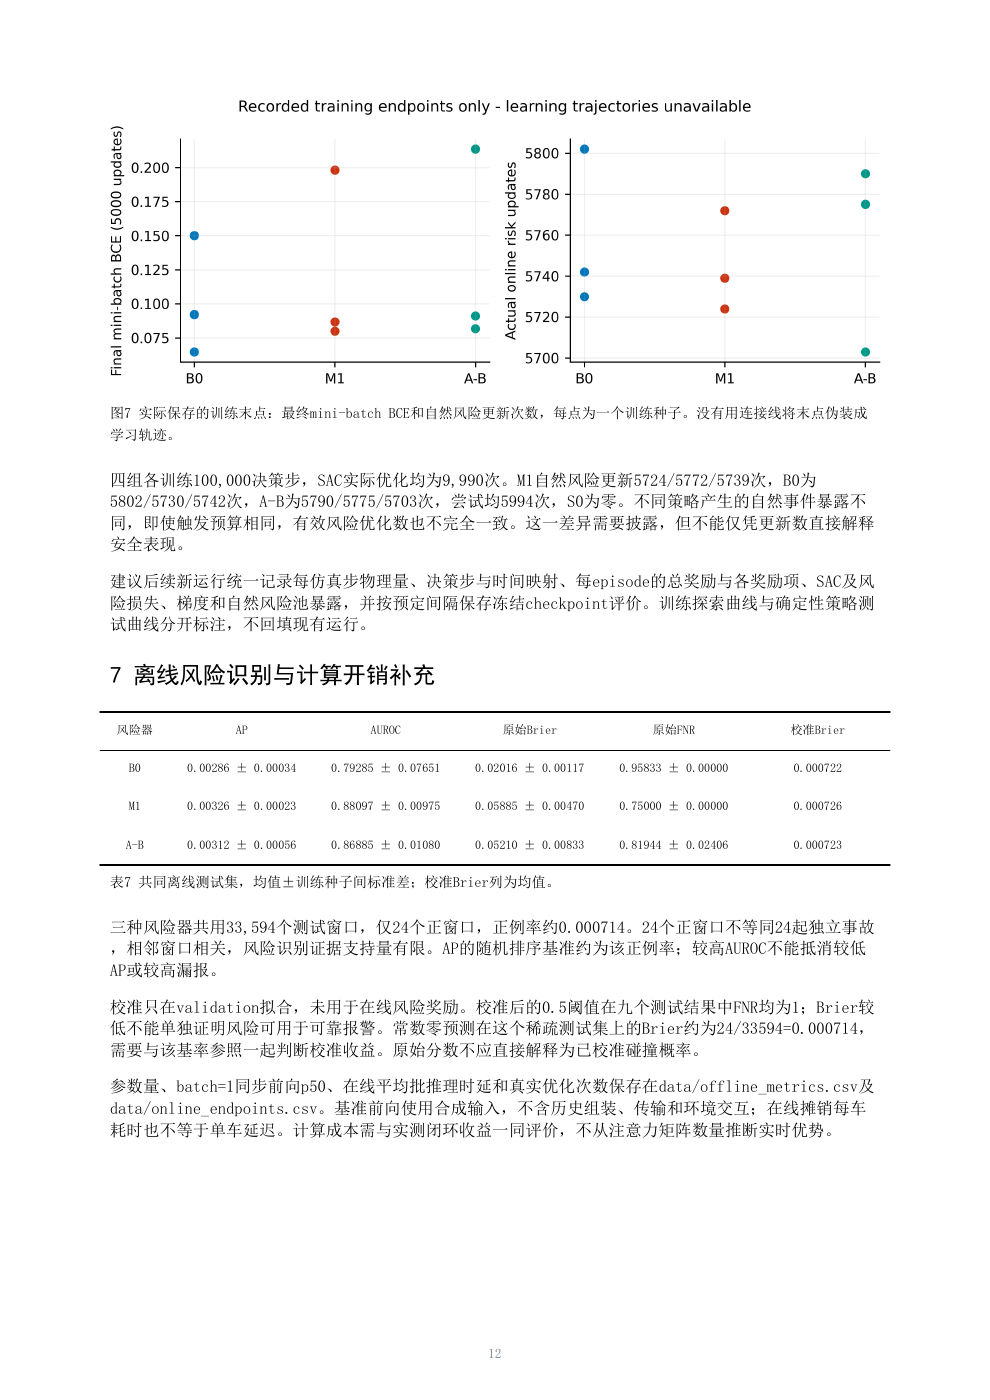 Recorded training endpoints only - learning trajectories unavailable
Final mini-batch BCE (5000 updates)
0.200
0.175
0.150
0.125
0.100
0.075
B0
M1
A-B
Actual online risk updates
5800
5780
5760
5740
5720
5700
B0
M1
A-B
图7 实际保存的训练末点：最终mini-batch BCE和自然风险更新次数，每点为一个训练种子。没有用连接线将末点伪装成
学习轨迹。
四组各训练100,000决策步，SAC实际优化均为9,990次。M1自然风险更新5724/5772/5739次，B0为
5802/5730/5742次，A-B为5790/5775/5703次，尝试均5994次，S0为零。不同策略产生的自然事件暴露不
同，即使触发预算相同，有效风险优化数也不完全一致。这一差异需要披露，但不能仅凭更新数直接解释
安全表现。
建议后续新运行统一记录每仿真步物理量、决策步与时间映射、每episode的总奖励与各奖励项、SAC及风
险损失、梯度和自然风险池暴露，并按预定间隔保存冻结checkpoint评价。训练探索曲线与确定性策略测
试曲线分开标注，不回填现有运行。
7 离线风险识别与计算开销补充
风险器 AP AUROC 原始Brier 原始FNR 校准Brier
B0 0.00286 ± 0.00034 0.79285 ± 0.07651 0.02016 ± 0.00117 0.95833 ± 0.00000 0.000722
M1 0.00326 ± 0.00023 0.88097 ± 0.00975 0.05885 ± 0.00470 0.75000 ± 0.00000 0.000726
A-B 0.00312 ± 0.00056 0.86885 ± 0.01080 0.05210 ± 0.00833 0.81944 ± 0.02406 0.000723
表7 共同离线测试集，均值±训练种子间标准差；校准Brier列为均值。
三种风险器共用33,594个测试窗口，仅24个正窗口，正例率约0.000714。24个正窗口不等同24起独立事故
，相邻窗口相关，风险识别证据支持量有限。AP的随机排序基准约为该正例率；较高AUROC不能抵消较低
AP或较高漏报。
校准只在validation拟合，未用于在线风险奖励。校准后的0.5阈值在九个测试结果中FNR均为1；Brier较
低不能单独证明风险可用于可靠报警。常数零预测在这个稀疏测试集上的Brier约为24/33594=0.000714，
需要与该基率参照一起判断校准收益。原始分数不应直接解释为已校准碰撞概率。
参数量、batch=1同步前向p50、在线平均批推理时延和真实优化次数保存在data/offline_metrics.csv及
data/online_endpoints.csv。基准前向使用合成输入，不含历史组装、传输和环境交互；在线摊销每车
耗时也不等于单车延迟。计算成本需与实测闭环收益一同评价，不从注意力矩阵数量推断实时优势。
12